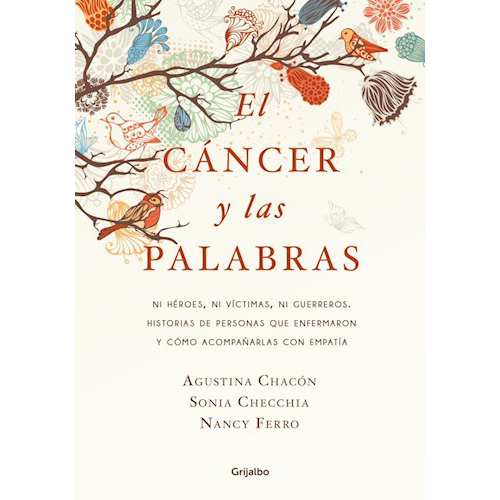 El
CÁNCER
y las
PALABRAS
NI HÉROES, NI VÍCTIMAS, NI GUERREROS.
HISTORIAS DE PERSONAS QUE ENFERMARON
Y CÓMO ACOMPAÑARLAS CON EMPATÍA
AGUSTINA CHACÓN
SONIA CHECCHIA
NANCY FERRO
Grijalbo